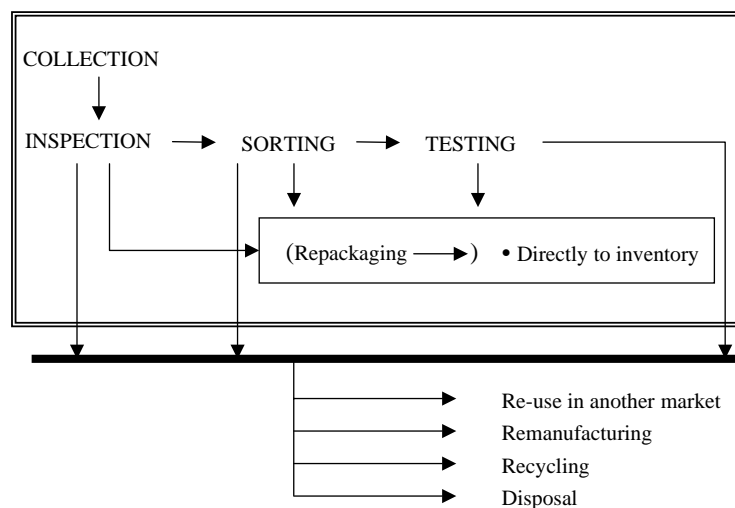 COLLECTION
INSPECTION SORTING TESTING
(Repackaging ) • Directly to inventory
Re-use in another market
Remanufacturing
Recycling
Disposal